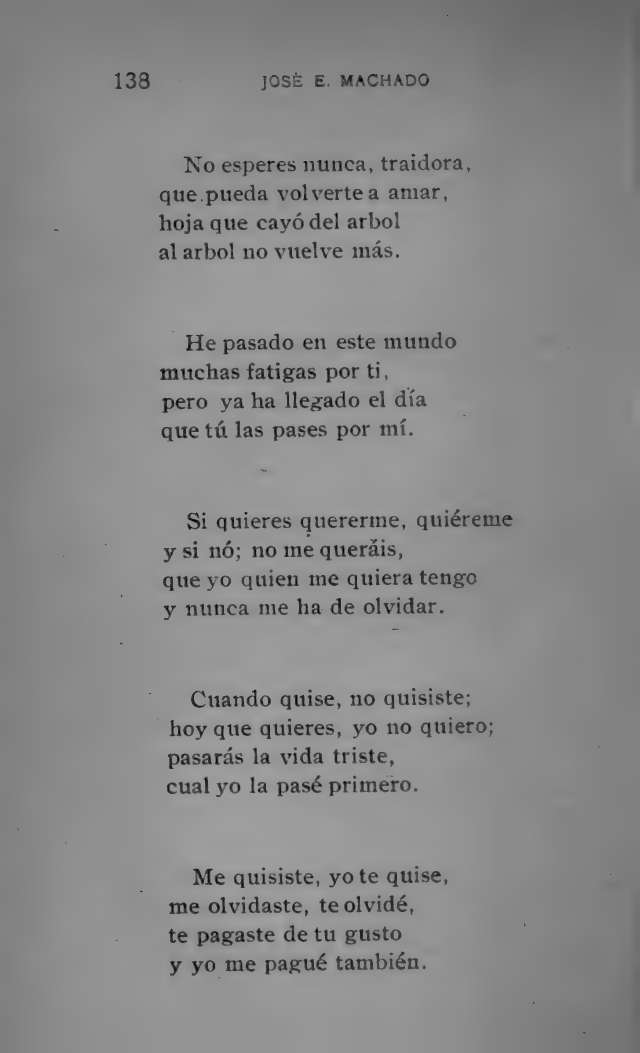 138 JOSÉ E. MACHADO
No esperes nunca, traidora,
que pueda volverte a amar,
hoja que cayó del arbol
al arbol no vuelve más.
He pasado en este mundo
muchas fatigas por ti,
pero ya ha llegado el día
que tú las pases por mí.
Si quieres quererme, quiéreme
y si nó; no me queráis,
que yo quien me quiera tengo
y nunca me ha de olvidar.
Cuando quise, no quisiste;
hoy que quieres, yo no quiero;
pasarás la vida triste,
cual yo la pasé primero.
Me quisiste, yo te quise,
me olvidaste, te olvidé,
te pagaste de tu gusto
y yo me pagué también.